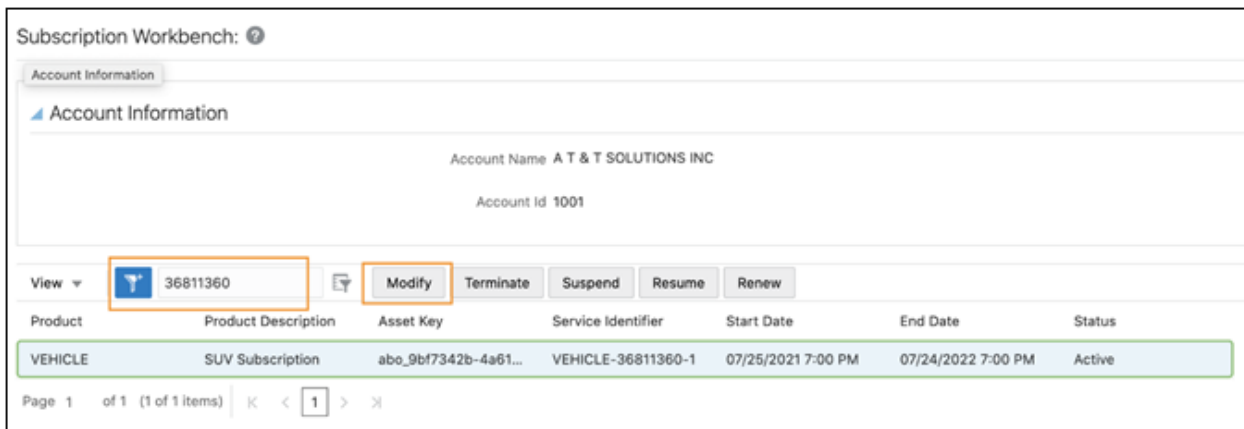 Subscription Workbench:
Account Information
Account Information
Account Name A T & T SOLUTIONS INC
Account Id 1001
View 36811360 Modify Terminate Suspend Resume Renew
Product Product Description Asset Key Service Identifier Start Date End Date Status
VEHICLE SUV Subscription abo_9bf7342b-4a61... VEHICLE-36811360-1 07/25/2021 7:00 PM 07/24/2022 7:00 PM Active
Page 1 of 1 (1 of 1 items) 1